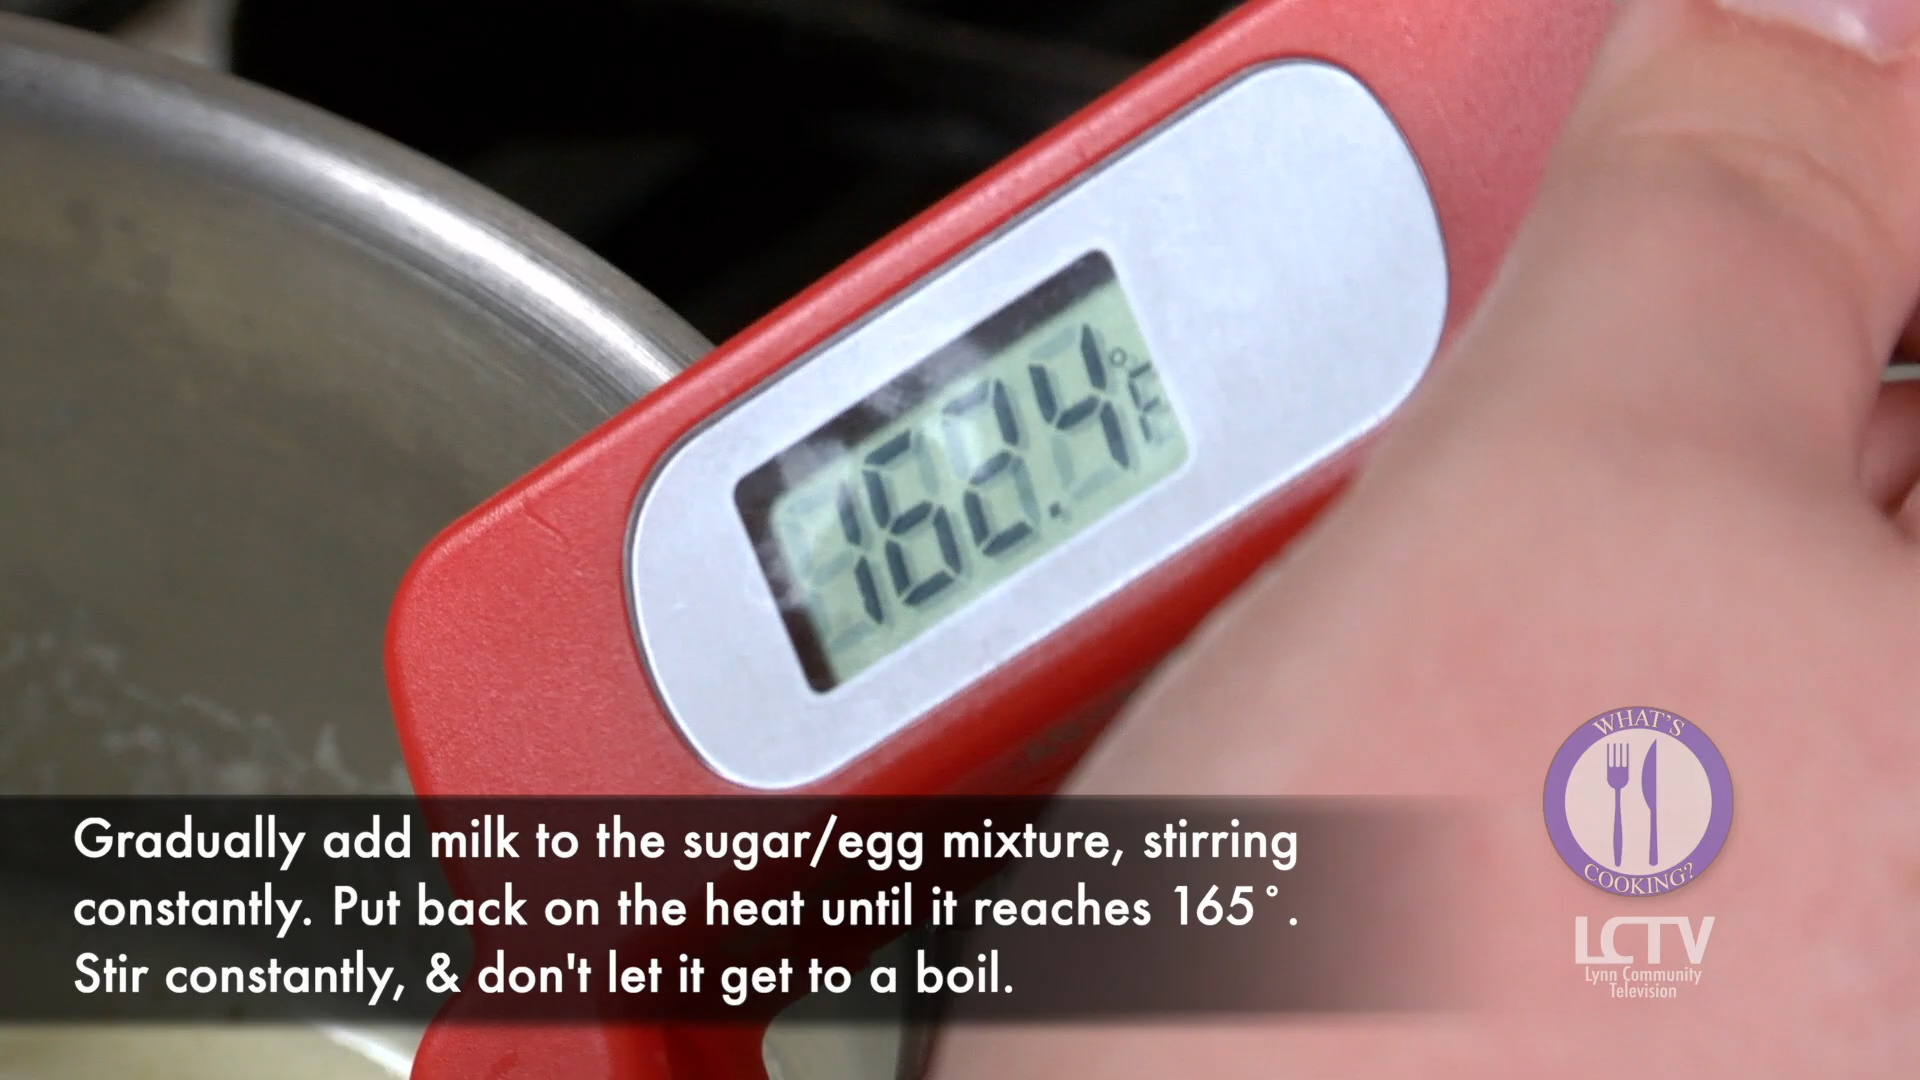 162.4 °F
Gradually add milk to the sugar/egg mixture, stirring
constantly. Put back on the heat until it reaches 165°.
Stir constantly, & don't let it get to a boil.
WHAT'S
COOKING?
LCTV
Lynn Community
Television